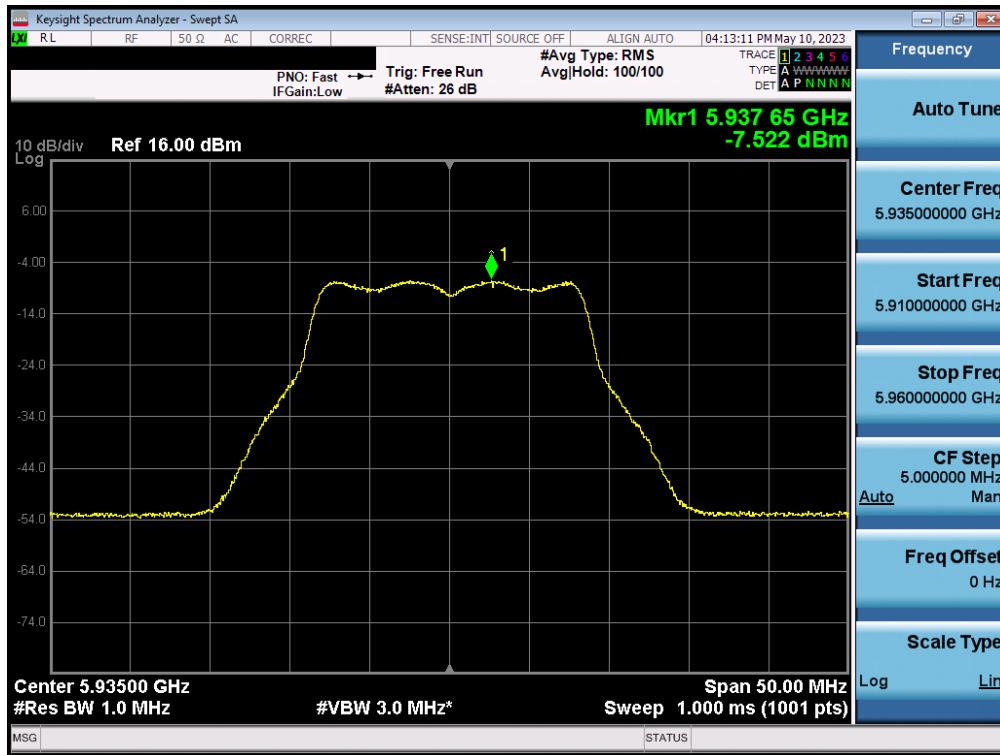 Keysight Spectrum Analyzer - Swept SA
LXI RL RF 50 Ω AC CORREC SENSE:INT SOURCE OFF ALIGN AUTO 04:13:11 PM May 10, 2023
Frequency
PNO: Fast
IFGain:Low
Trig: Free Run
#Atten: 26 dB
#Avg Type: RMS
Avg|Hold: 100/100
TRACE 1 2 3 4 5 6
TYPE A WWWWW
DET A P N N N N
Mkr1 5.937 65 GHz
-7.522 dBm
10 dB/div
Log
Ref 16.00 dBm
1
6.00
-4.00
-14.0
-24.0
-34.0
-44.0
-54.0
-64.0
-74.0
Center 5.93500 GHz
#Res BW 1.0 MHz
#VBW 3.0 MHz*
Span 50.00 MHz
Sweep 1.000 ms (1001 pts)
MSG
STATUS
Auto Tune
Center Freq
5.935000000 GHz
Start Freq
5.910000000 GHz
Stop Freq
5.960000000 GHz
CF Step
5.000000 MHz
Auto Man
Freq Offset
0 Hz
Scale Type
Log Lin